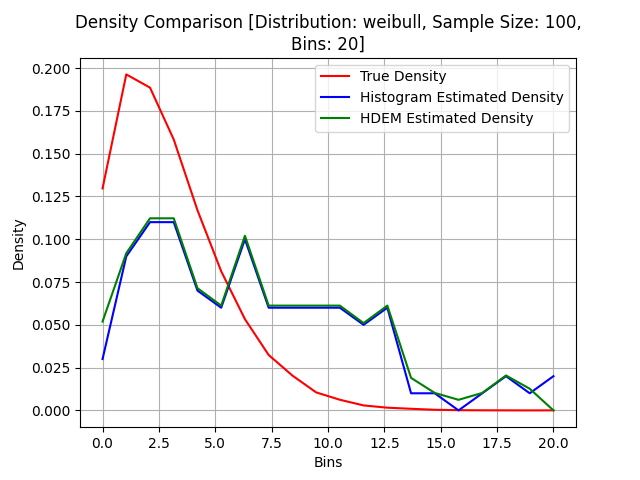 Density Comparison [Distribution: weibull, Sample Size: 100,
Bins: 20]
True Density
Histogram Estimated Density
HDEM Estimated Density
Density
0.200
0.175
0.150
0.125
0.100
0.075
0.050
0.025
0.000
0.0 2.5 5.0 7.5 10.0 12.5 15.0 17.5 20.0
Bins